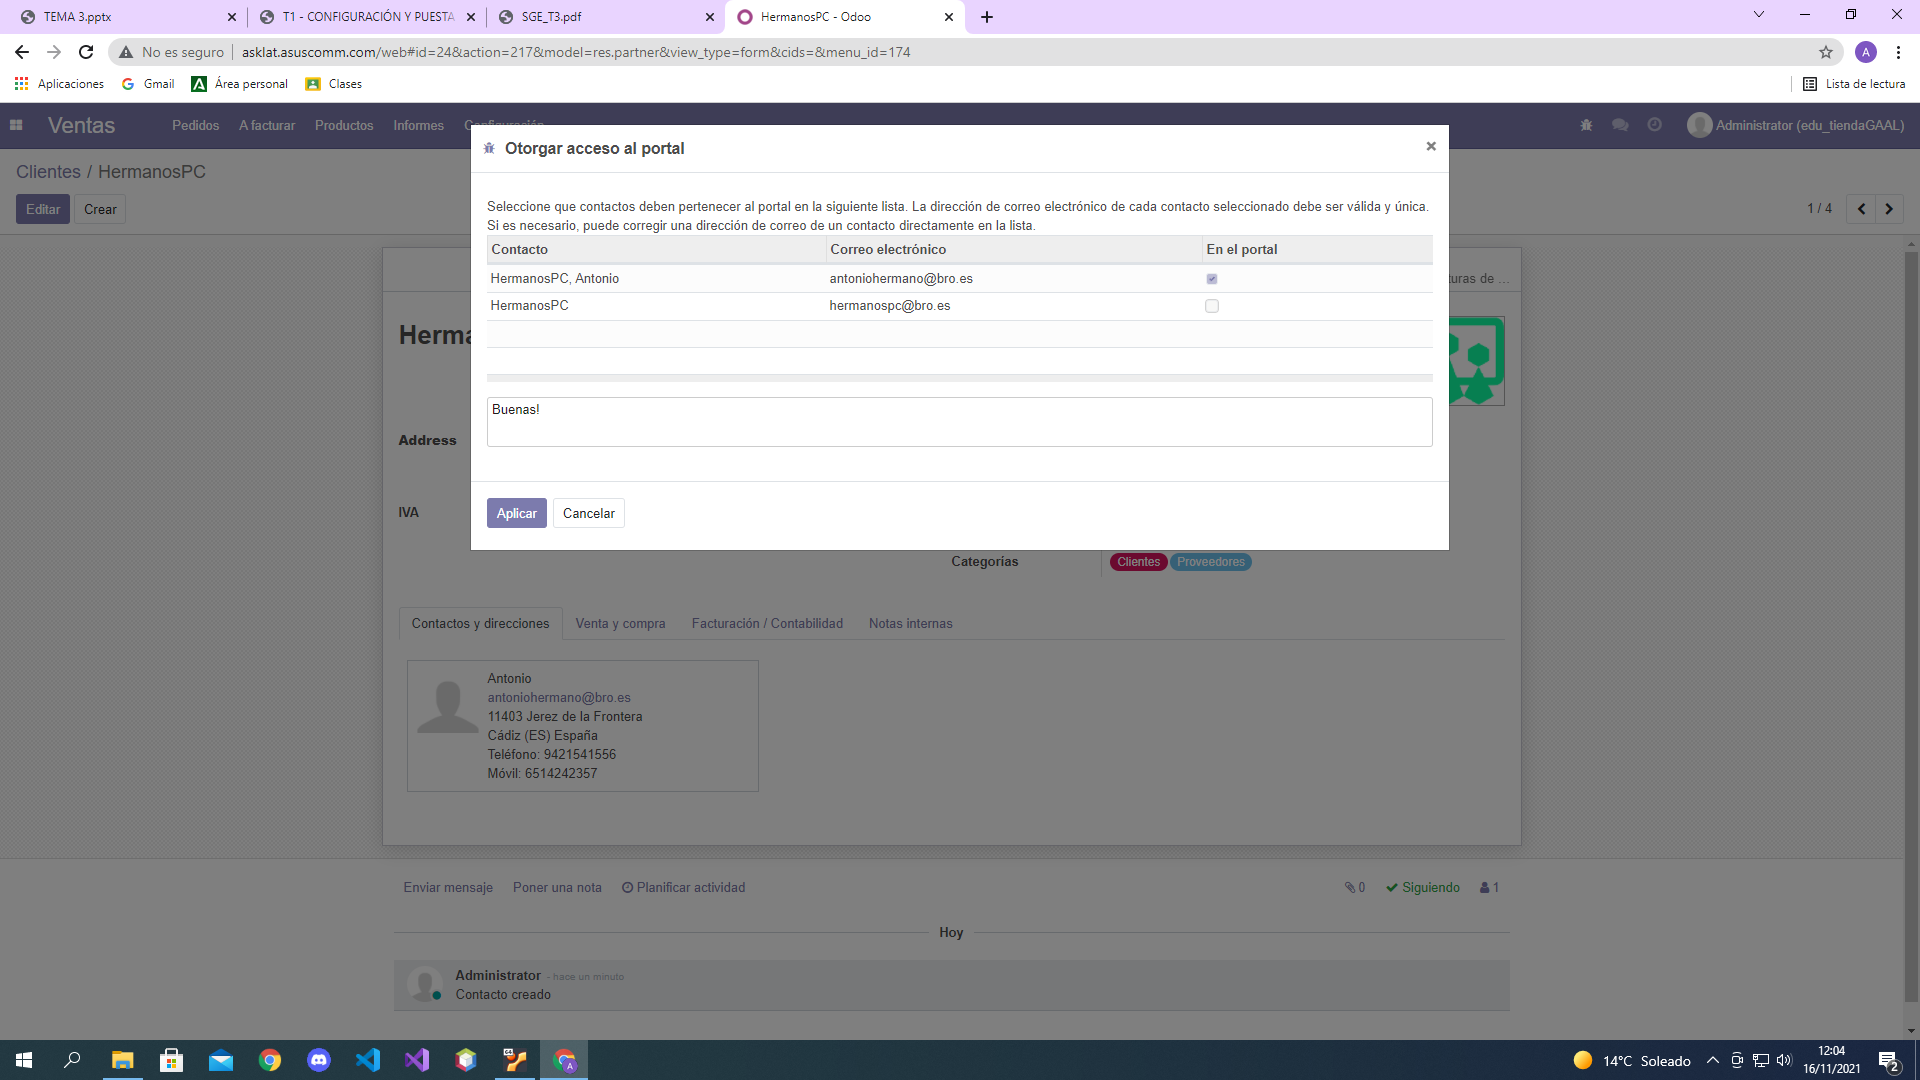 TEMA 3.pptx
T1 - CONFIGURACIÓN Y PUESTA
SGE_T3.pdf
HermanosPC - Odoo
No es seguro
asklat.asuscomm.com/web#id=24&action=217&model=res.partner&view_type=form&cids=&menu_id=174
A
Aplicaciones
Gmail
Área personal
Clases
Lista de lectura
Ventas
Pedidos
A facturar
Productos
Informes
Configuración
Administrator (edu_tiendaGAAL)
Clientes / HermanosPC
Editar
Crear
1 / 4
Otorgar acceso al portal
×
Seleccione que contactos deben pertenecer al portal en la siguiente lista. La dirección de correo electrónico de cada contacto seleccionado debe ser válida y única.
Si es necesario, puede corregir una dirección de correo de un contacto directamente en la lista.
Contacto Correo electrónico En el portal
HermanosPC, Antonio antoniohermano@bro.es
HermanosPC hermanospc@bro.es
Buenas!
Aplicar
Cancelar
turas de ...
Herma
Address
IVA
Categorías
Clientes Proveedores
Contactos y direcciones
Venta y compra
Facturación / Contabilidad
Notas internas
Antonio
antoniohermano@bro.es
11403 Jerez de la Frontera
Cádiz (ES) España
Teléfono: 9421541556
Móvil: 6514242357
Enviar mensaje
Poner una nota
Planificar actividad
0
Siguiendo
1
Hoy
Administrator - hace un minuto
Contacto creado
14°C Soleado
12:04
16/11/2021
2